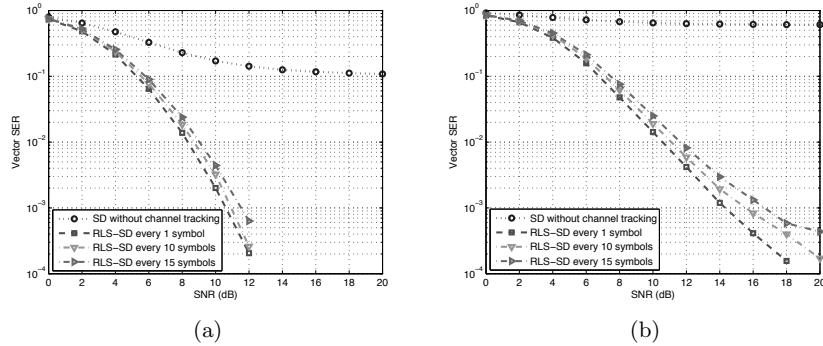 10⁰
10⁻¹
10⁻²
10⁻³
10⁻⁴
Vector SER
SD without channel tracking
RLS−SD every 1 symbol
RLS−SD every 10 symbols
RLS−SD every 15 symbols
0 2 4 6 8 10 12 14 16 18 20
SNR (dB)
(a)
10⁰
10⁻¹
10⁻²
10⁻³
10⁻⁴
Vector SER
SD without channel tracking
RLS−SD every 1 symbol
RLS−SD every 10 symbols
RLS−SD every 15 symbols
0 2 4 6 8 10 12 14 16 18 20
SNR (dB)
(b)